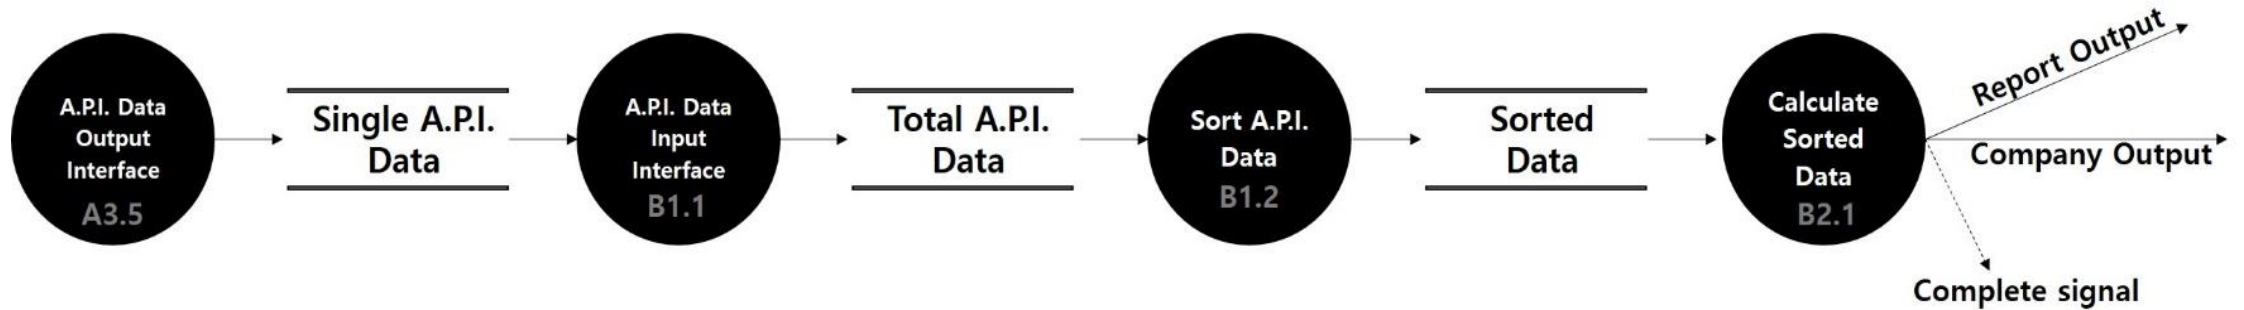 A.P.I. Data
Output
Interface
A3.5
Single A.P.I.
Data
A.P.I. Data
Input
Interface
B1.1
Total A.P.I.
Data
Sort A.P.I.
Data
B1.2
Sorted
Data
Calculate
Sorted
Data
B2.1
Report Output
Company Output
Complete signal